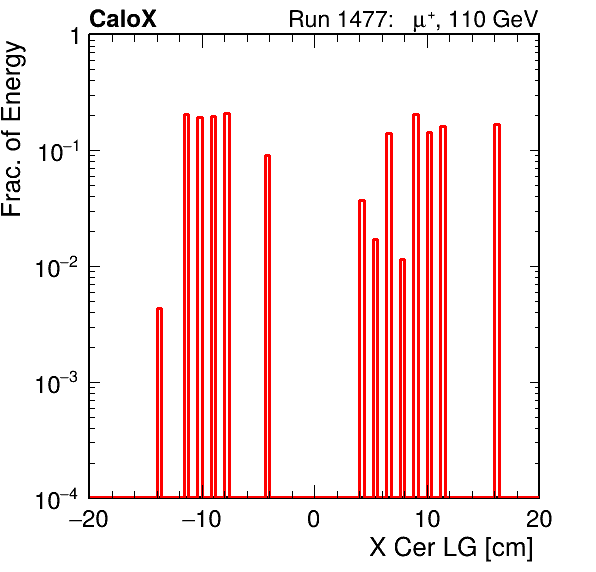 CaloX Run 1477: μ⁺, 110 GeV
Frac. of Energy
1
10⁻¹
10⁻²
10⁻³
10⁻⁴
−20 −10 0 10 20
X Cer LG [cm]